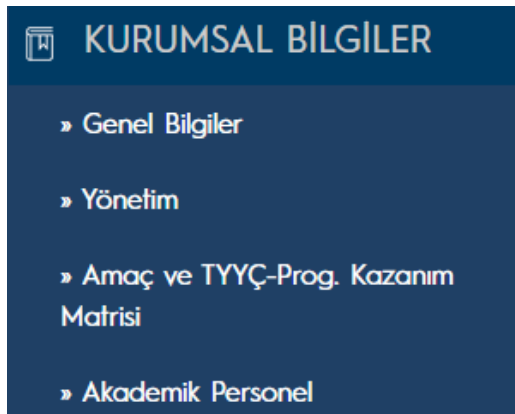 KURUMSAL BİLGİLER
» Genel Bilgiler
» Yönetim
» Amaç ve TYYÇ-Prog. Kazanım
Matrisi
» Akademik Personel